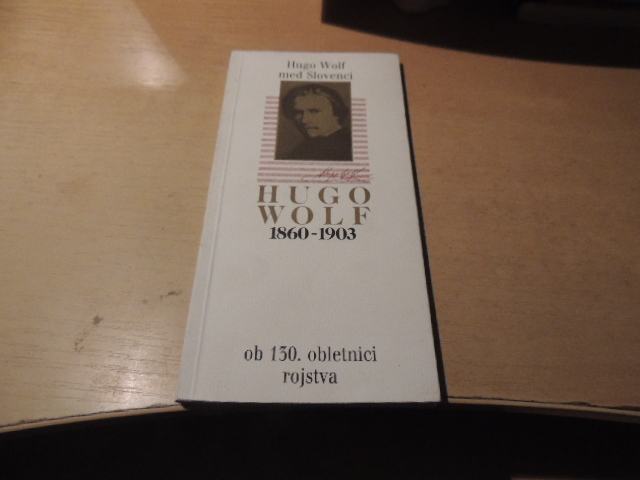 Hugo Wolf
med Slovenci
HUGO
WOLF
1860-1903
ob 130. obletnici
rojstva